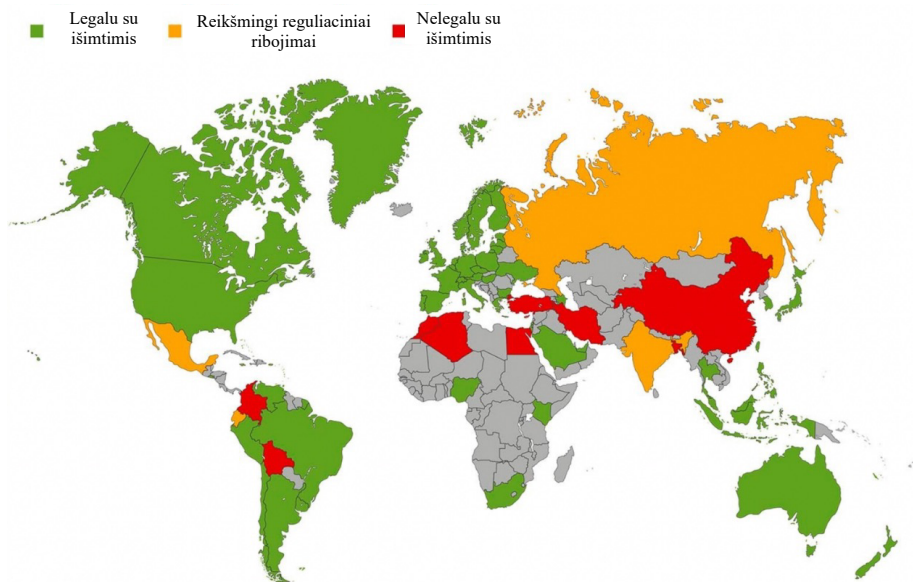 Legalu su
išimtimis
Reikšmingi reguliaciniai
ribojimai
Nelegalu su
išimtimis